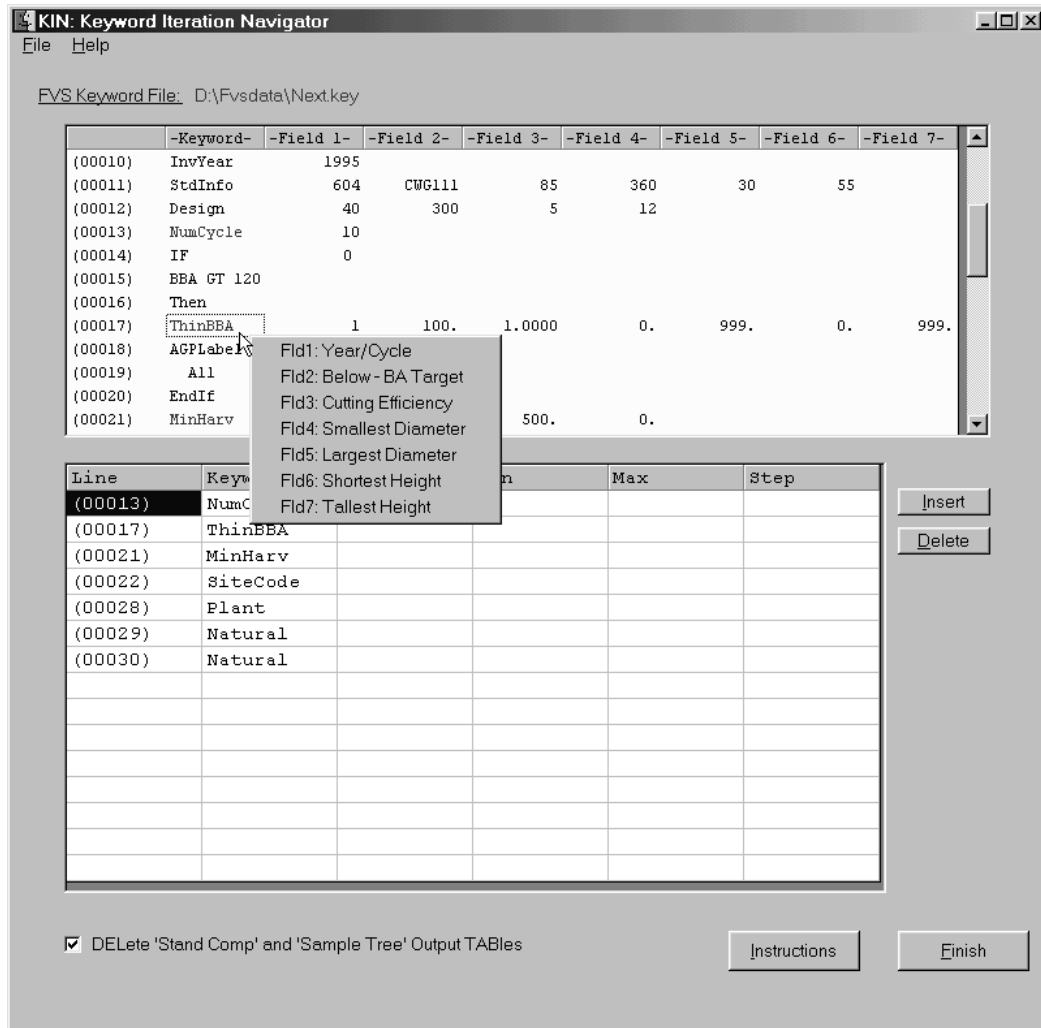 KIN: Keyword Iteration Navigator
File Help
FVS Keyword File: D:\Fvsdata\Next.key
-Keyword- -Field 1- -Field 2- -Field 3- -Field 4- -Field 5- -Field 6- -Field 7-
(00010) InvYear 1995
(00011) StdInfo 604 CWG111 85 360 30 55
(00012) Design 40 300 5 12
(00013) NumCycle 10
(00014) IF 0
(00015) BBA GT 120
(00016) Then
(00017) ThinBBA 1 100. 1.0000 0. 999. 0. 999.
(00018) AGPLabel
(00019) All
(00020) EndIf
(00021) MinHarv 500. 0.
Fld1: Year/Cycle
Fld2: Below - BA Target
Fld3: Cutting Efficiency
Fld4: Smallest Diameter
Fld5: Largest Diameter
Fld6: Shortest Height
Fld7: Tallest Height
Line Keyw n Max Step
(00013) NumC
(00017) ThinBBA
(00021) MinHarv
(00022) SiteCode
(00028) Plant
(00029) Natural
(00030) Natural
Insert
Delete
DELete 'Stand Comp' and 'Sample Tree' Output TABles
Instructions
Finish